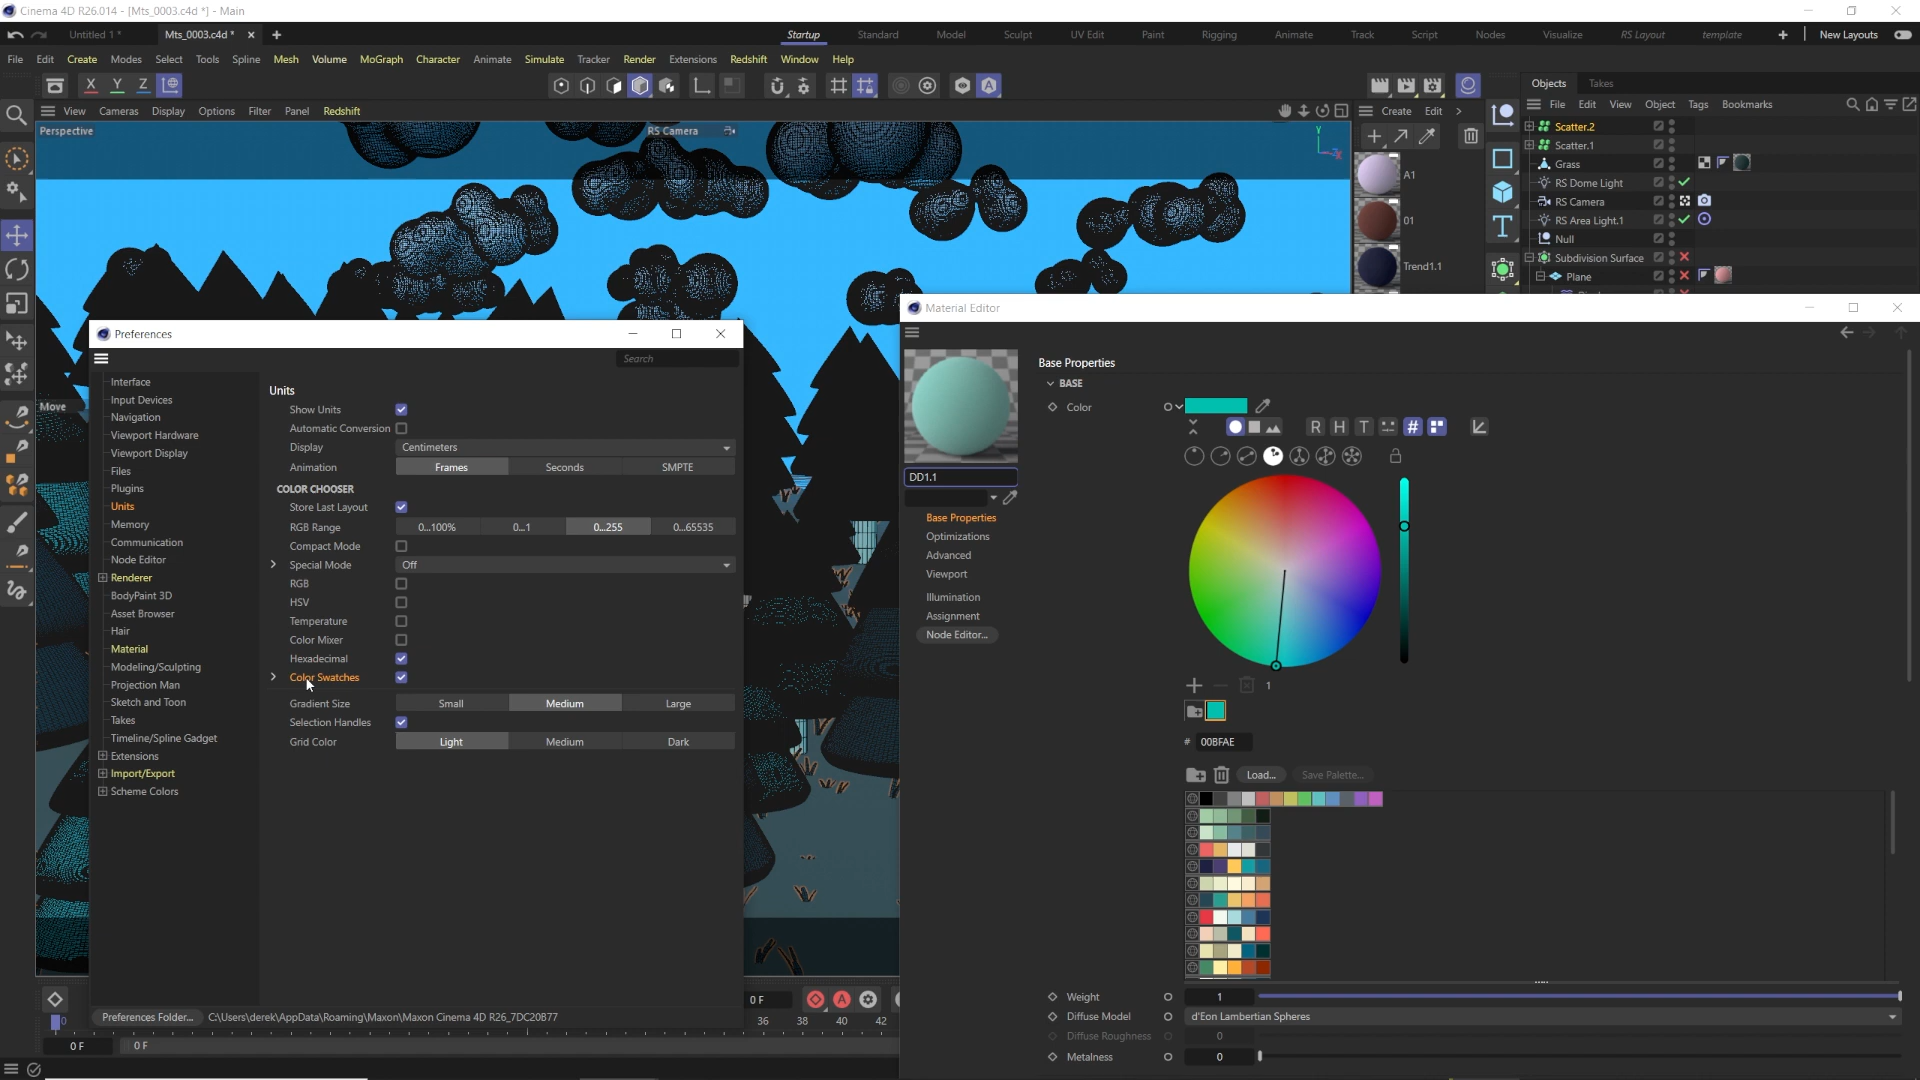 Cinema 4D R26.014 - [Mts_0003.c4d *] - Main
Untitled 1 *
Mts_0003.c4d *
Startup Standard Model Sculpt UV Edit Paint Rigging Animate Track Script Nodes Visualize RS Layout template New Layouts
File Edit Create Modes Select Tools Spline Mesh Volume MoGraph Character Animate Simulate Tracker Render Extensions Redshift Window Help
X Y Z
Objects Takes
View Cameras Display Options Filter Panel Redshift
Create Edit
File Edit View Object Tags Bookmarks
Perspective
RS Camera
Y
X
A1
01
Trend1.1
Scatter.2
Scatter.1
Grass
RS Dome Light
RS Camera
RS Area Light.1
Null
Subdivision Surface
Plane
Move
Preferences
Search
Interface
Input Devices
Navigation
Viewport Hardware
Viewport Display
Files
Plugins
Units
Memory
Communication
Node Editor
Renderer
BodyPaint 3D
Asset Browser
Hair
Material
Modeling/Sculpting
Projection Man
Sketch and Toon
Takes
Timeline/Spline Gadget
Extensions
Import/Export
Scheme Colors
Units
Show Units
Automatic Conversion
Display Centimeters
Animation Frames Seconds SMPTE
COLOR CHOOSER
Store Last Layout
RGB Range 0...100% 0...1 0...255 0...65535
Compact Mode
Special Mode Off
RGB
HSV
Temperature
Color Mixer
Hexadecimal
Color Swatches
Gradient Size Small Medium Large
Selection Handles
Grid Color Light Medium Dark
Preferences Folder... C:\Users\derek\AppData\Roaming\Maxon\Maxon Cinema 4D R26_7DC20B77
Material Editor
DD1.1
Base Properties
Optimizations
Advanced
Viewport
Illumination
Assignment
Node Editor...
Base Properties
BASE
Color
R H T #
1
# 00BFAE
Load... Save Palette...
Weight 1
Diffuse Model d'Eon Lambertian Spheres
Diffuse Roughness 0
Metalness 0
0 F
36 38 40 42
0
0 F 0 F